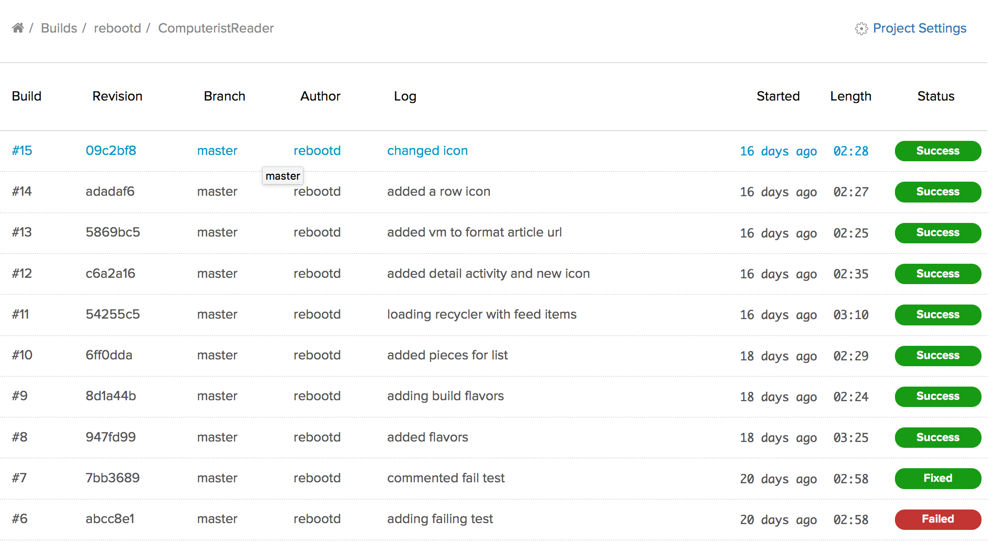 / Builds / rebootd / ComputeristReader Project Settings
Build Revision Branch Author Log Started Length Status
#15 09c2bf8 master rebootd changed icon 16 days ago 02:28 Success
master
#14 adadaf6 master rebootd added a row icon 16 days ago 02:27 Success
#13 5869bc5 master rebootd added vm to format article url 16 days ago 02:25 Success
#12 c6a2a16 master rebootd added detail activity and new icon 16 days ago 02:35 Success
#11 54255c5 master rebootd loading recycler with feed items 16 days ago 03:10 Success
#10 6ff0dda master rebootd added pieces for list 18 days ago 02:29 Success
#9 8d1a44b master rebootd adding build flavors 18 days ago 02:24 Success
#8 947fd99 master rebootd added flavors 18 days ago 03:25 Success
#7 7bb3689 master rebootd commented fail test 20 days ago 02:58 Fixed
#6 abcc8e1 master rebootd adding failing test 20 days ago 02:58 Failed